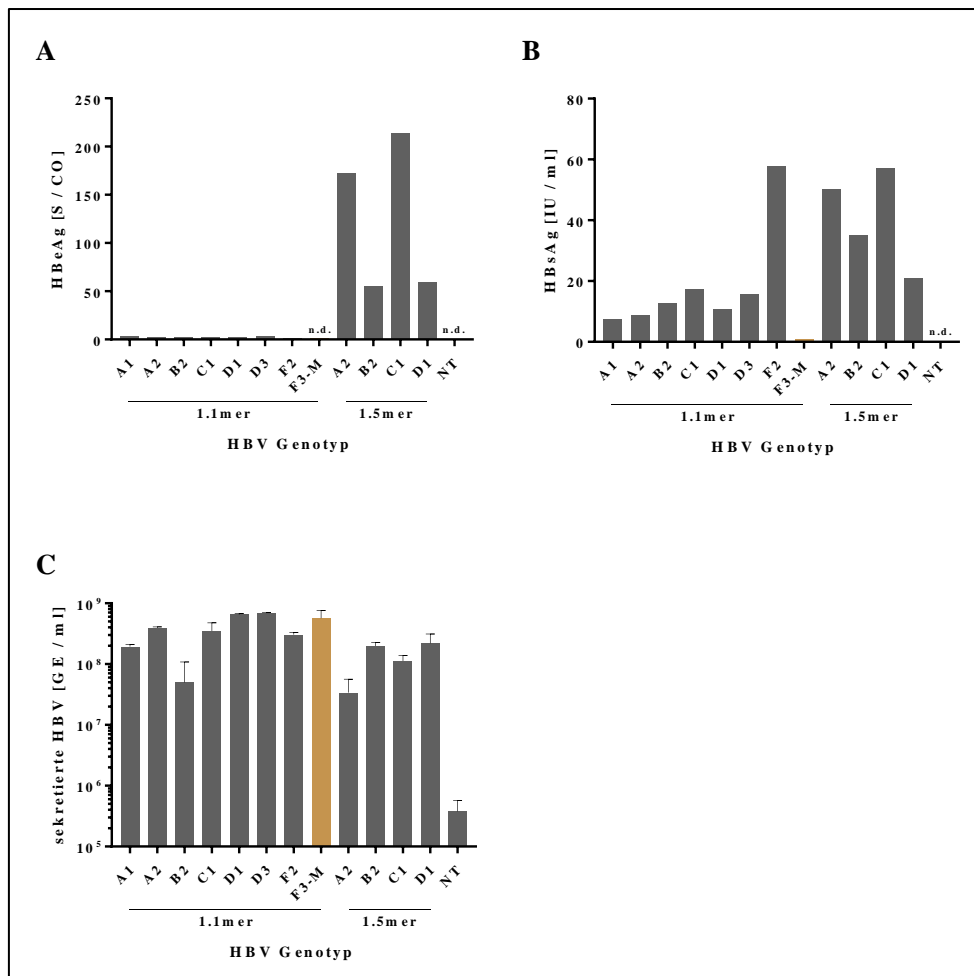 A
HBeAg [S / CO]
250
200
150
100
50
0
n.d.
n.d.
A1 A2 B2 C1 D1 D3 F2 F3-M A2 B2 C1 D1 NT
1.1mer 1.5mer
HBV Genotyp
B
HBsAg [IU / ml]
80
60
40
20
0
n.d.
A1 A2 B2 C1 D1 D3 F2 F3-M A2 B2 C1 D1 NT
1.1mer 1.5mer
HBV Genotyp
C
sekretierte HBV [GE / ml]
10⁹
10⁸
10⁷
10⁶
10⁵
A1 A2 B2 C1 D1 D3 F2 F3-M A2 B2 C1 D1 NT
1.1mer 1.5mer
HBV Genotyp